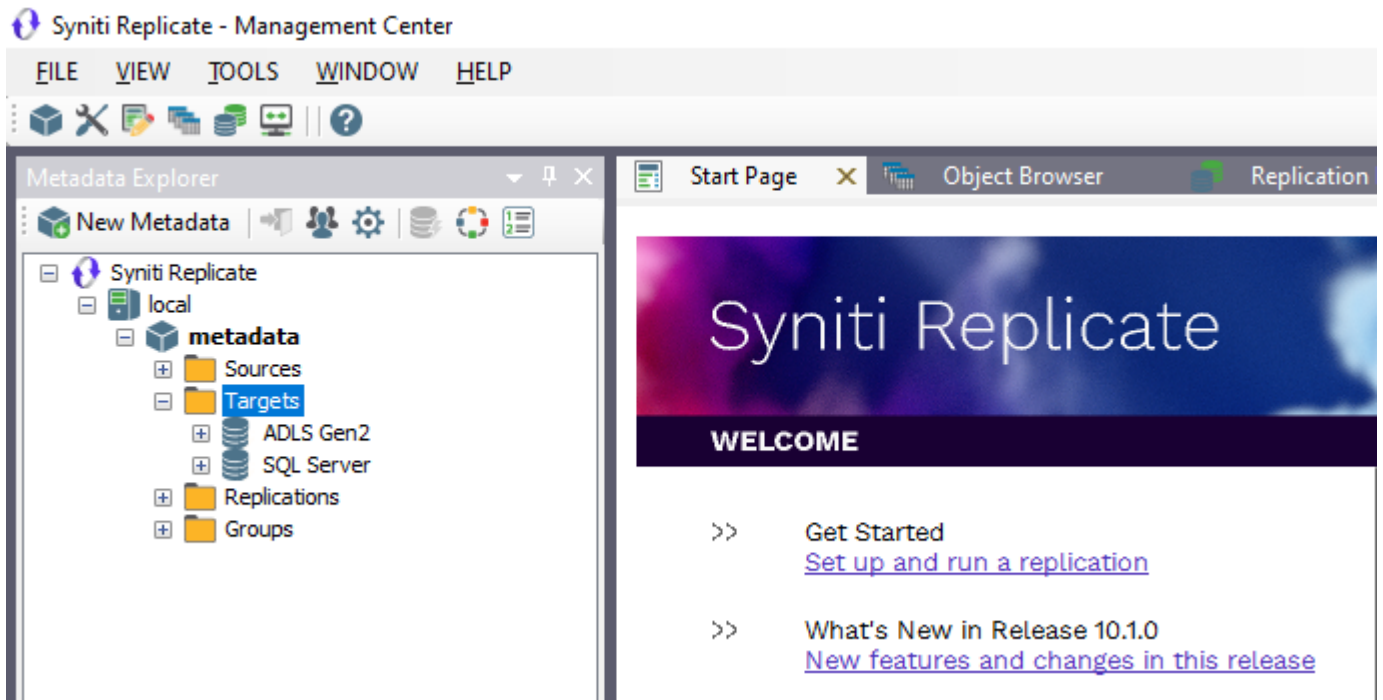 Syniti Replicate - Management Center
FILE VIEW TOOLS WINDOW HELP
Metadata Explorer
Start Page Object Browser Replication
New Metadata
Syniti Replicate
local
metadata
Sources
Targets
ADLS Gen2
SQL Server
Replications
Groups
Syniti Replicate
WELCOME
>> Get Started
Set up and run a replication
>> What's New in Release 10.1.0
New features and changes in this release